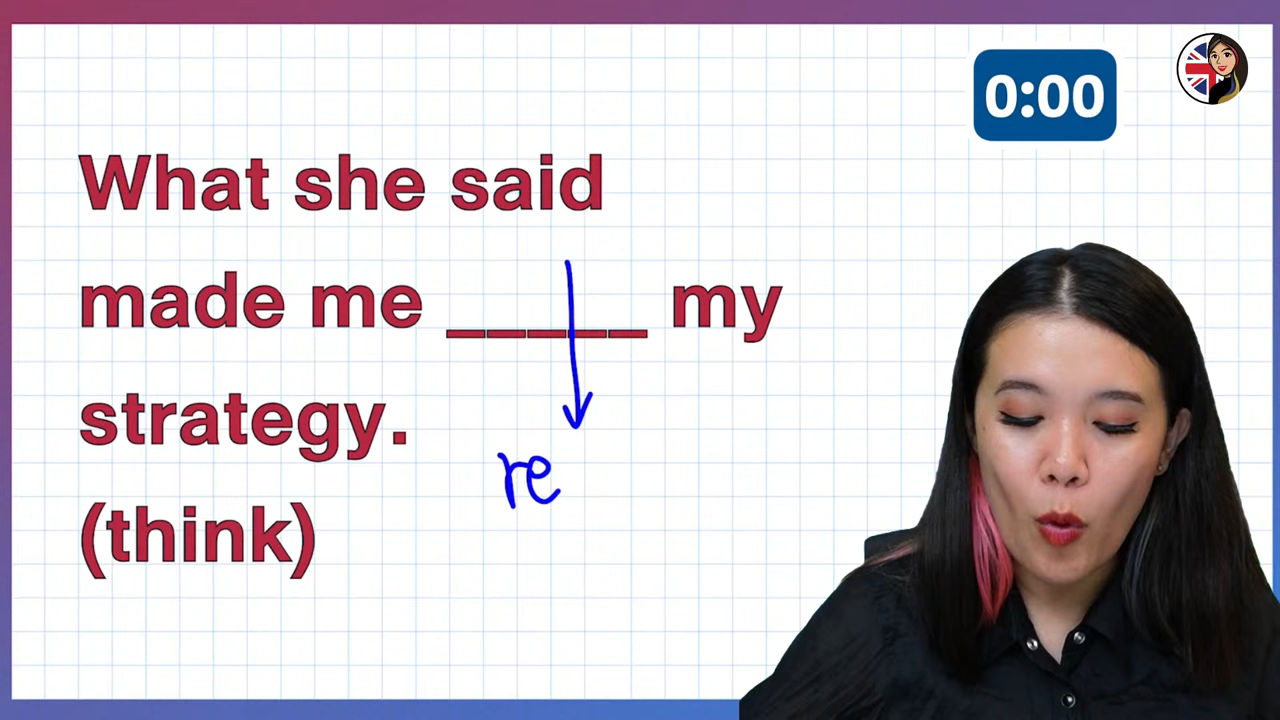 0:00
What she said
made me _____ my
strategy.
re
(think)